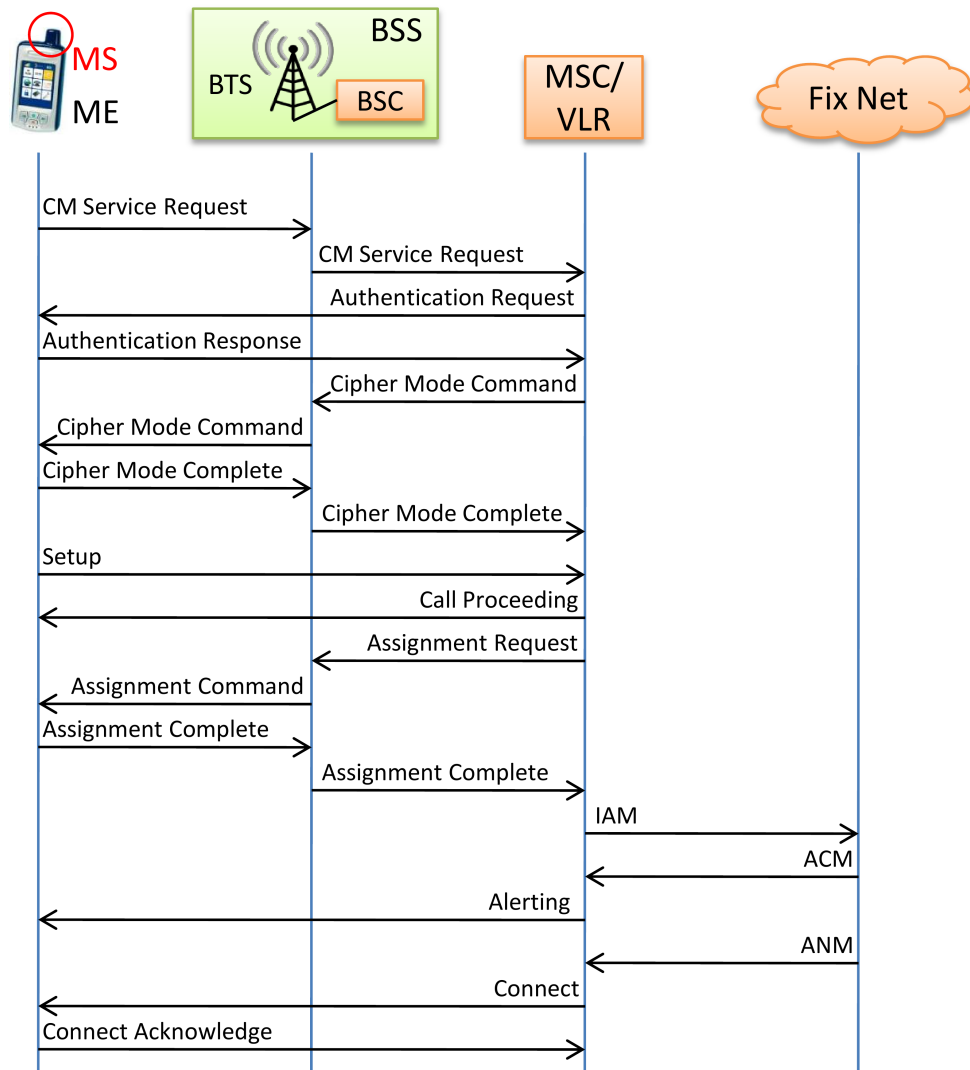 MS
ME
BSS
BTS
BSC
MSC/
VLR
Fix Net
CM Service Request
CM Service Request
Authentication Request
Authentication Response
Cipher Mode Command
Cipher Mode Command
Cipher Mode Complete
Cipher Mode Complete
Setup
Call Proceeding
Assignment Request
Assignment Command
Assignment Complete
Assignment Complete
IAM
ACM
Alerting
ANM
Connect
Connect Acknowledge